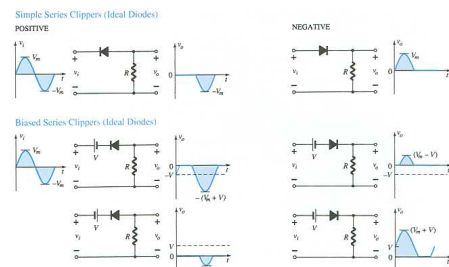 Simple Series Clippers (Ideal Diodes)
POSITIVE
NEGATIVE
v_i
V_m
t
-V_m
+
v_i
-
R
+
v_o
-
v_o
0
t
-V_m
+
v_i
-
R
+
v_o
-
v_o
V_m
0
t
Biased Series Clippers (Ideal Diodes)
v_i
V_m
t
-V_m
+
v_i
-
V
R
+
v_o
-
v_o
0
-V
t
-(V_m + V)
+
v_i
-
V
R
+
v_o
-
v_o
(V_m - V)
0
-V
t
+
v_i
-
V
R
+
v_o
-
v_o
V
0
t
+
v_i
-
V
R
+
v_o
-
v_o
(V_m + V)
V
0
t